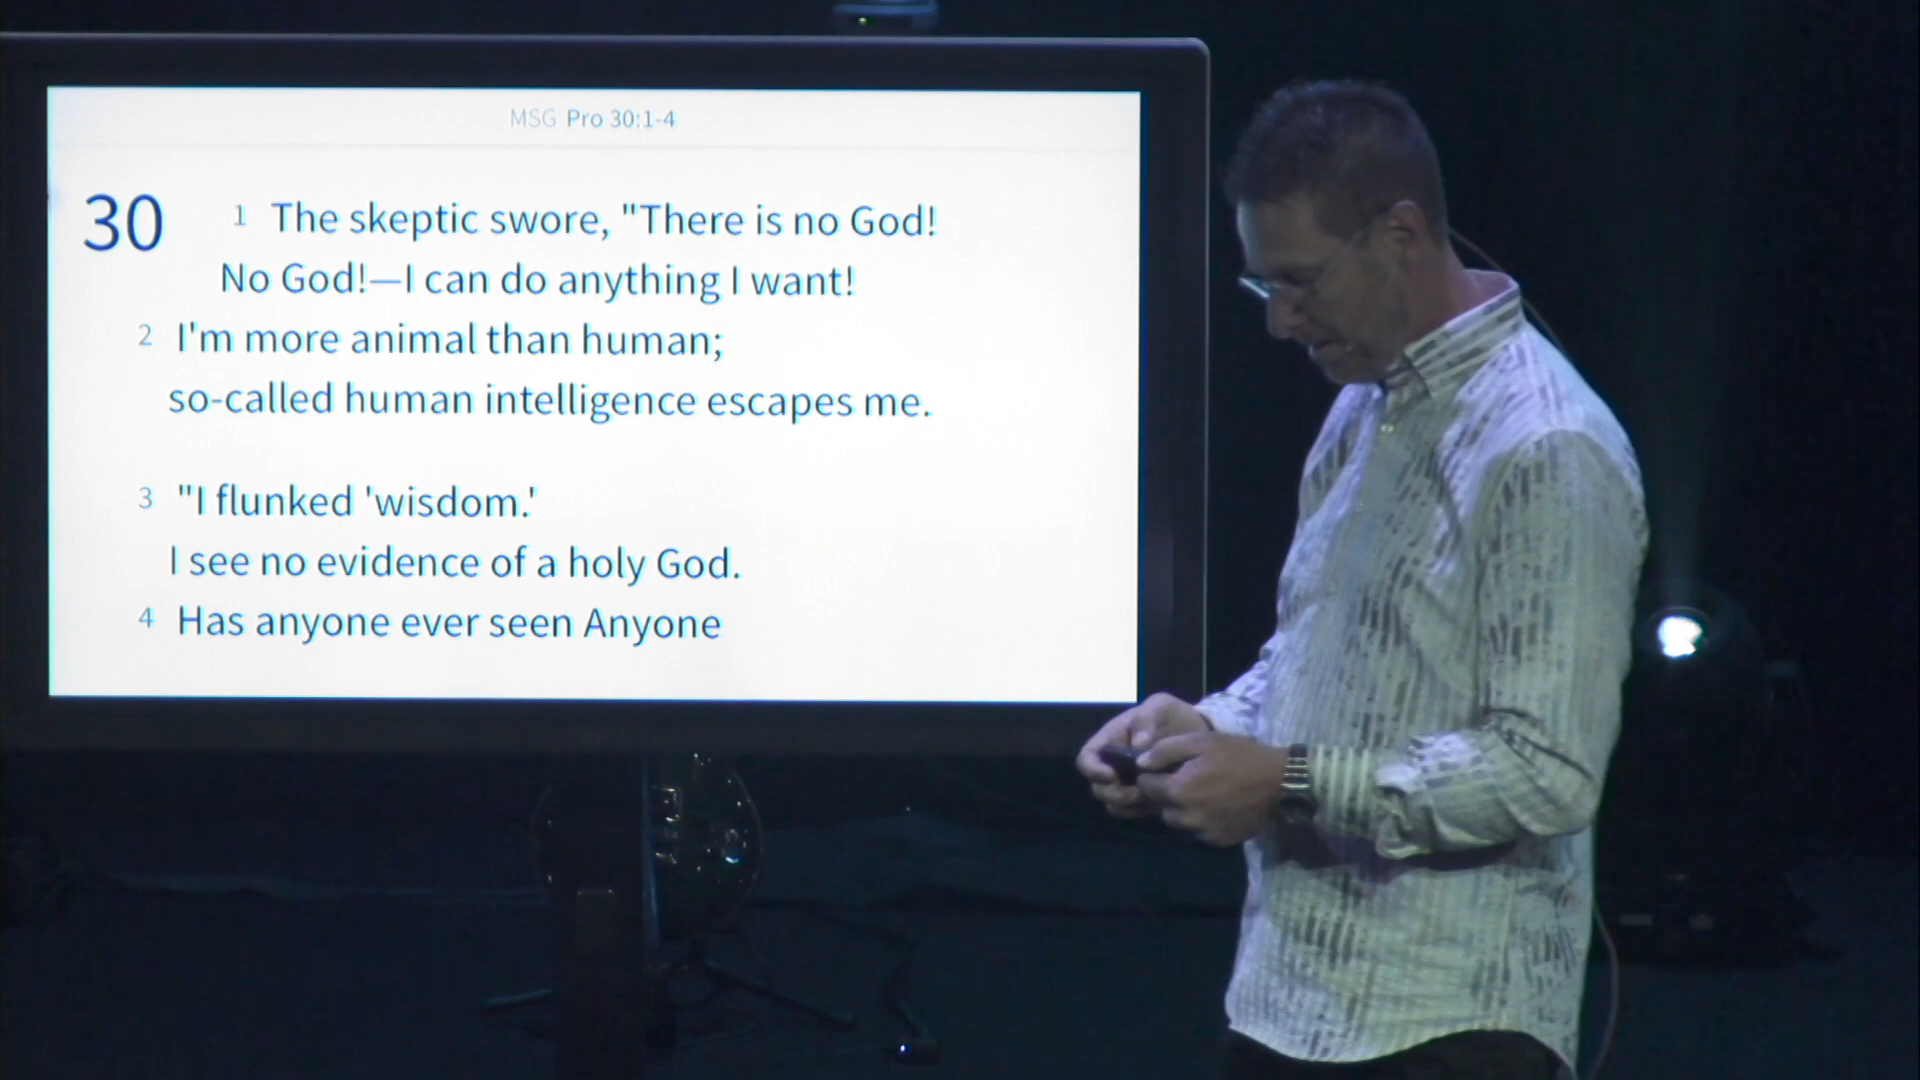 MSG Pro 30:1-4
30 1 The skeptic swore, "There is no God!
No God!—I can do anything I want!
2 I'm more animal than human;
so-called human intelligence escapes me.
3 "I flunked 'wisdom.'
I see no evidence of a holy God.
4 Has anyone ever seen Anyone